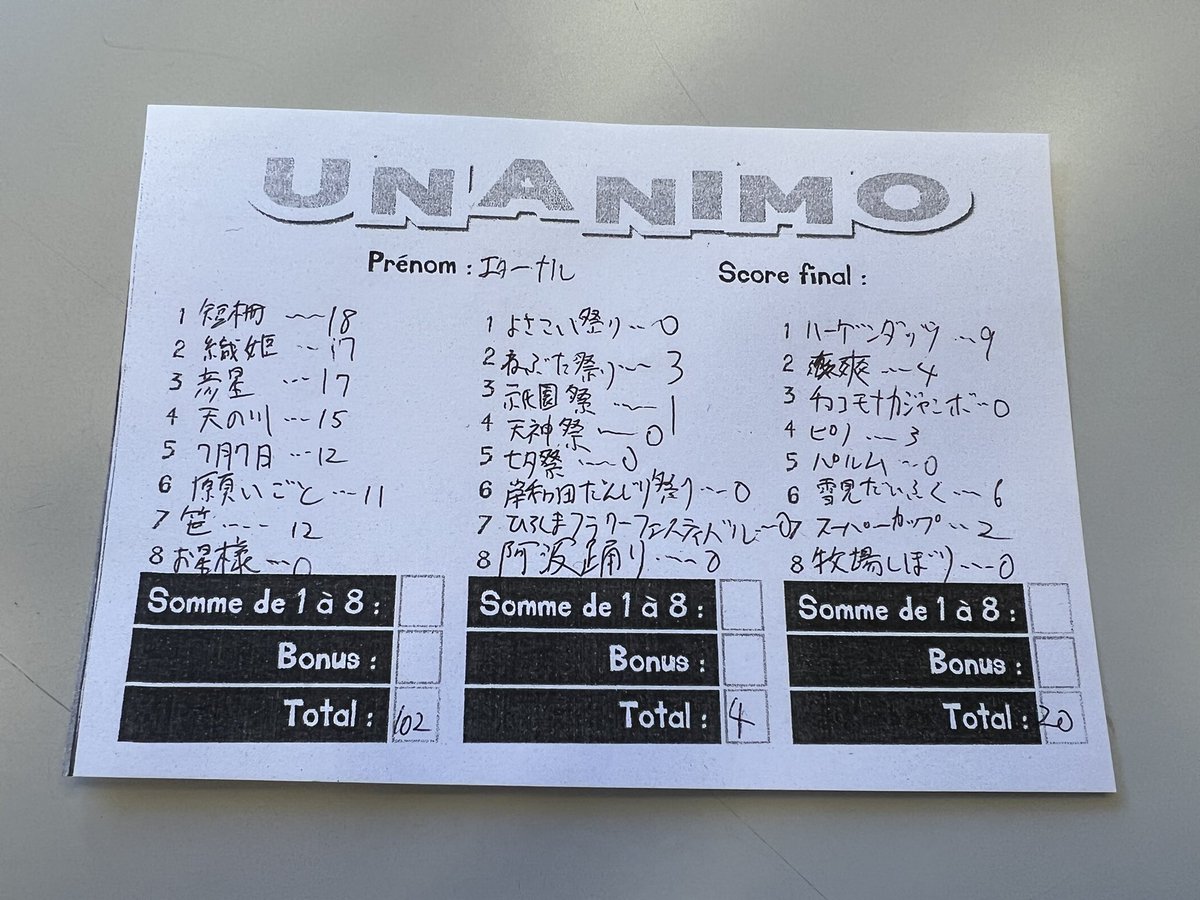 UNANIMO
Prénom : エターナル
Score final :
1 短冊 ---18
2 織姫 ---17
3 彦星 ---17
4 天の川 ---15
5 7月7日 ---12
6 願いごと ---11
7 笹 ---- 12
8 お星様 ---0
Somme de 1 à 8 :
Bonus :
Total : 102
1 よさこい祭り ---0
2 ねぶた祭り --- 3
3 祇園祭 ---1
4 天神祭 ---0
5 七夕祭 ---0
6 岸和田だんじり祭り ---0
7 ひろしまフラワーフェスティバル ---0
8 阿波踊り ---0
Somme de 1 à 8 :
Bonus :
Total : 4
1 ハーゲンダッツ ---9
2 爽 ---4
3 チョコモナカジャンボ ---0
4 ピノ ---3
5 パルム ---0
6 雪見だいふく --- 6
7 スーパーカップ ---2
8 牧場しぼり ---0
Somme de 1 à 8 :
Bonus :
Total : 20